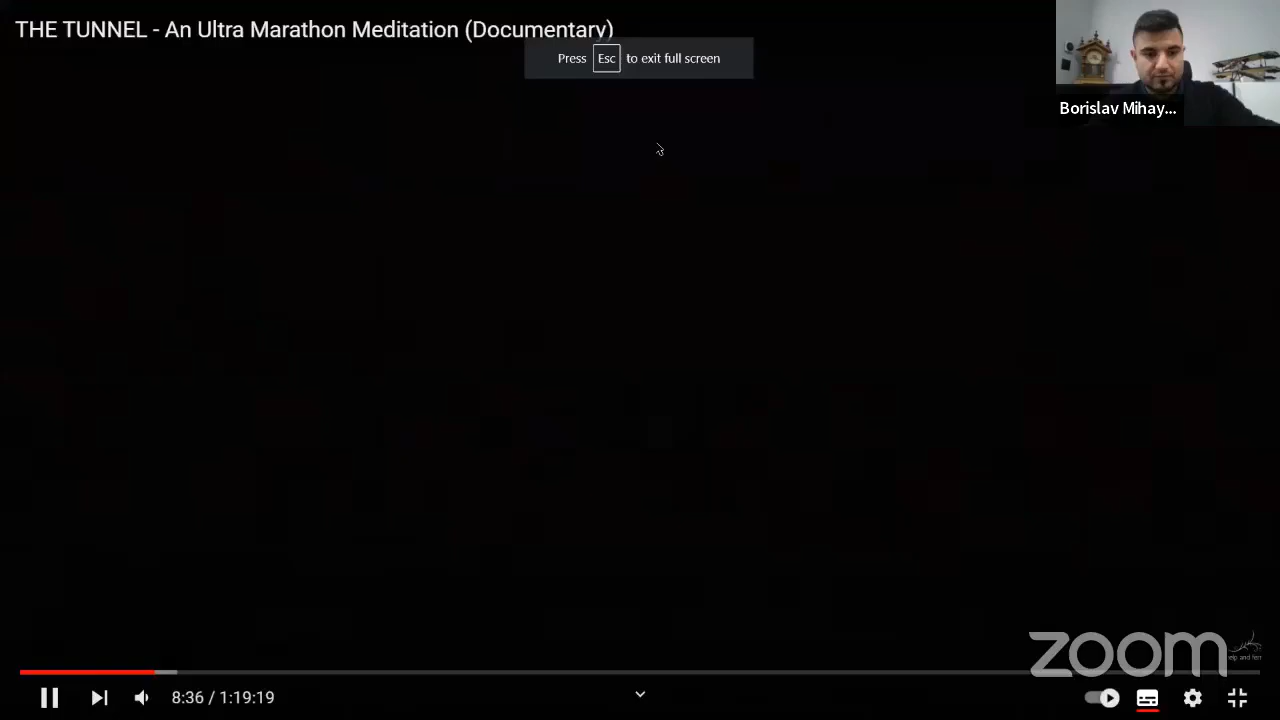 THE TUNNEL - An Ultra Marathon Meditation (Documentary)
Press Esc to exit full screen
Borislav Mihay...
zoom
8:36 / 1:19:19